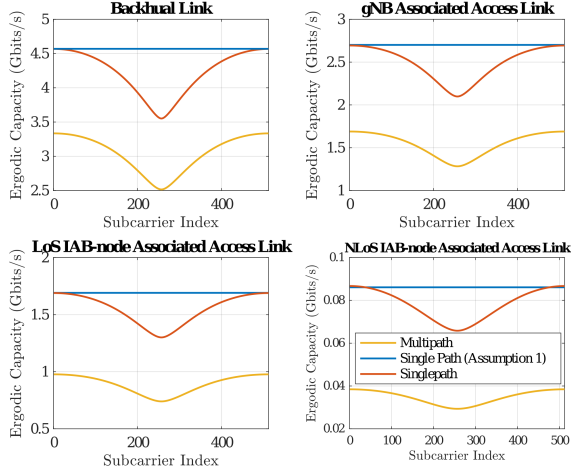 Backhual Link
gNB Associated Access Link
Ergodic Capacity (Gbits/s)
5
4.5
4
3.5
3
2.5
0
200
400
Subcarrier Index
Ergodic Capacity (Gbits/s)
3
2.5
2
1.5
1
0
200
400
Subcarrier Index
LoS IAB-node Associated Access Link
NLoS IAB-node Associated Access Link
Ergodic Capacity (Gbits/s)
2
1.5
1
0.5
0
200
400
Subcarrier Index
Ergodic Capacity (Gbits/s)
0.1
0.08
0.06
0.04
0.02
Multipath
Single Path (Assumption 1)
Singlepath
0
100
200
300
400
500
Subcarrier Index